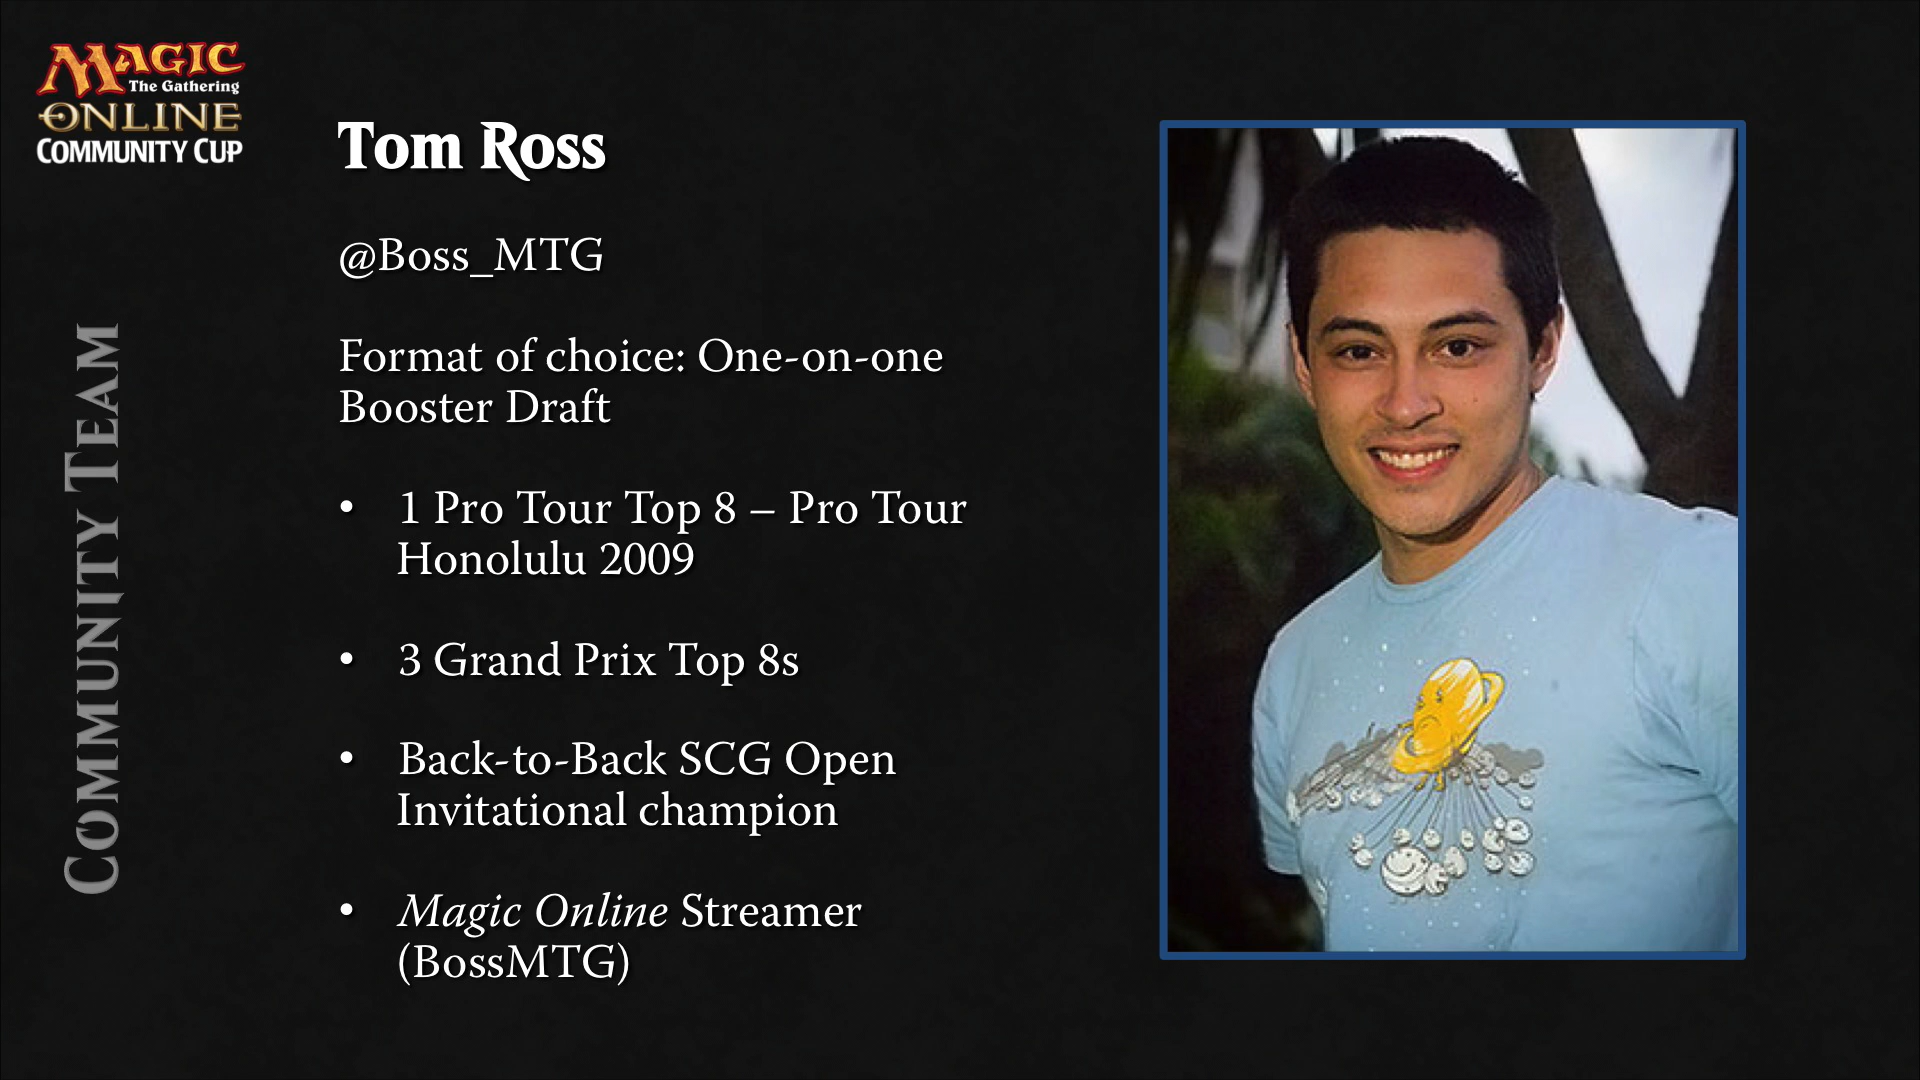 MAGIC
The Gathering
ONLINE
COMMUNITY CUP
COMMUNITY TEAM
Tom Ross
@Boss_MTG
Format of choice: One-on-one
Booster Draft
• 1 Pro Tour Top 8 – Pro Tour
Honolulu 2009
• 3 Grand Prix Top 8s
• Back-to-Back SCG Open
Invitational champion
• Magic Online Streamer
(BossMTG)